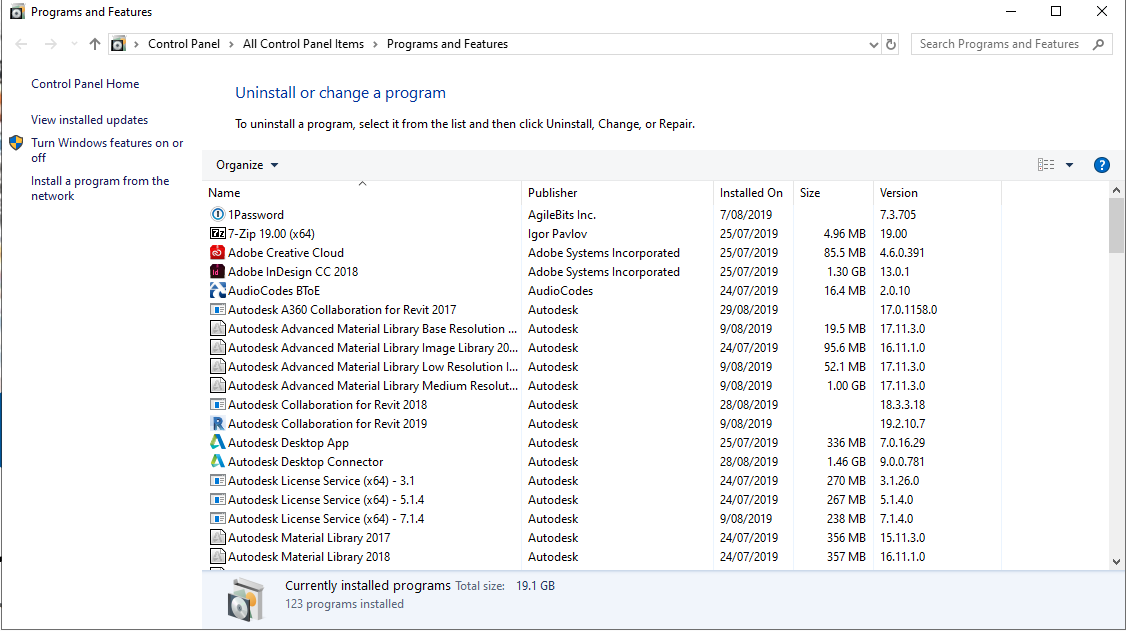 Programs and Features
Control Panel > All Control Panel Items > Programs and Features
Search Programs and Features
Control Panel Home
View installed updates
Turn Windows features on or
off
Install a program from the
network
Uninstall or change a program
To uninstall a program, select it from the list and then click Uninstall, Change, or Repair.
Organize
Name Publisher Installed On Size Version
1Password AgileBits Inc. 7/08/2019 7.3.705
7-Zip 19.00 (x64) Igor Pavlov 25/07/2019 4.96 MB 19.00
Adobe Creative Cloud Adobe Systems Incorporated 25/07/2019 85.5 MB 4.6.0.391
Adobe InDesign CC 2018 Adobe Systems Incorporated 25/07/2019 1.30 GB 13.0.1
AudioCodes BToE AudioCodes 24/07/2019 16.4 MB 2.0.10
Autodesk A360 Collaboration for Revit 2017 Autodesk 29/08/2019 17.0.1158.0
Autodesk Advanced Material Library Base Resolution ... Autodesk 9/08/2019 19.5 MB 17.11.3.0
Autodesk Advanced Material Library Image Library 20... Autodesk 24/07/2019 95.6 MB 16.11.1.0
Autodesk Advanced Material Library Low Resolution I... Autodesk 9/08/2019 52.1 MB 17.11.3.0
Autodesk Advanced Material Library Medium Resolut... Autodesk 9/08/2019 1.00 GB 17.11.3.0
Autodesk Collaboration for Revit 2018 Autodesk 28/08/2019 18.3.3.18
Autodesk Collaboration for Revit 2019 Autodesk 9/08/2019 19.2.10.7
Autodesk Desktop App Autodesk 25/07/2019 336 MB 7.0.16.29
Autodesk Desktop Connector Autodesk 28/08/2019 1.46 GB 9.0.0.781
Autodesk License Service (x64) - 3.1 Autodesk 24/07/2019 270 MB 3.1.26.0
Autodesk License Service (x64) - 5.1.4 Autodesk 24/07/2019 267 MB 5.1.4.0
Autodesk License Service (x64) - 7.1.4 Autodesk 9/08/2019 238 MB 7.1.4.0
Autodesk Material Library 2017 Autodesk 24/07/2019 356 MB 15.11.3.0
Autodesk Material Library 2018 Autodesk 24/07/2019 357 MB 16.11.1.0
Currently installed programs Total size: 19.1 GB
123 programs installed